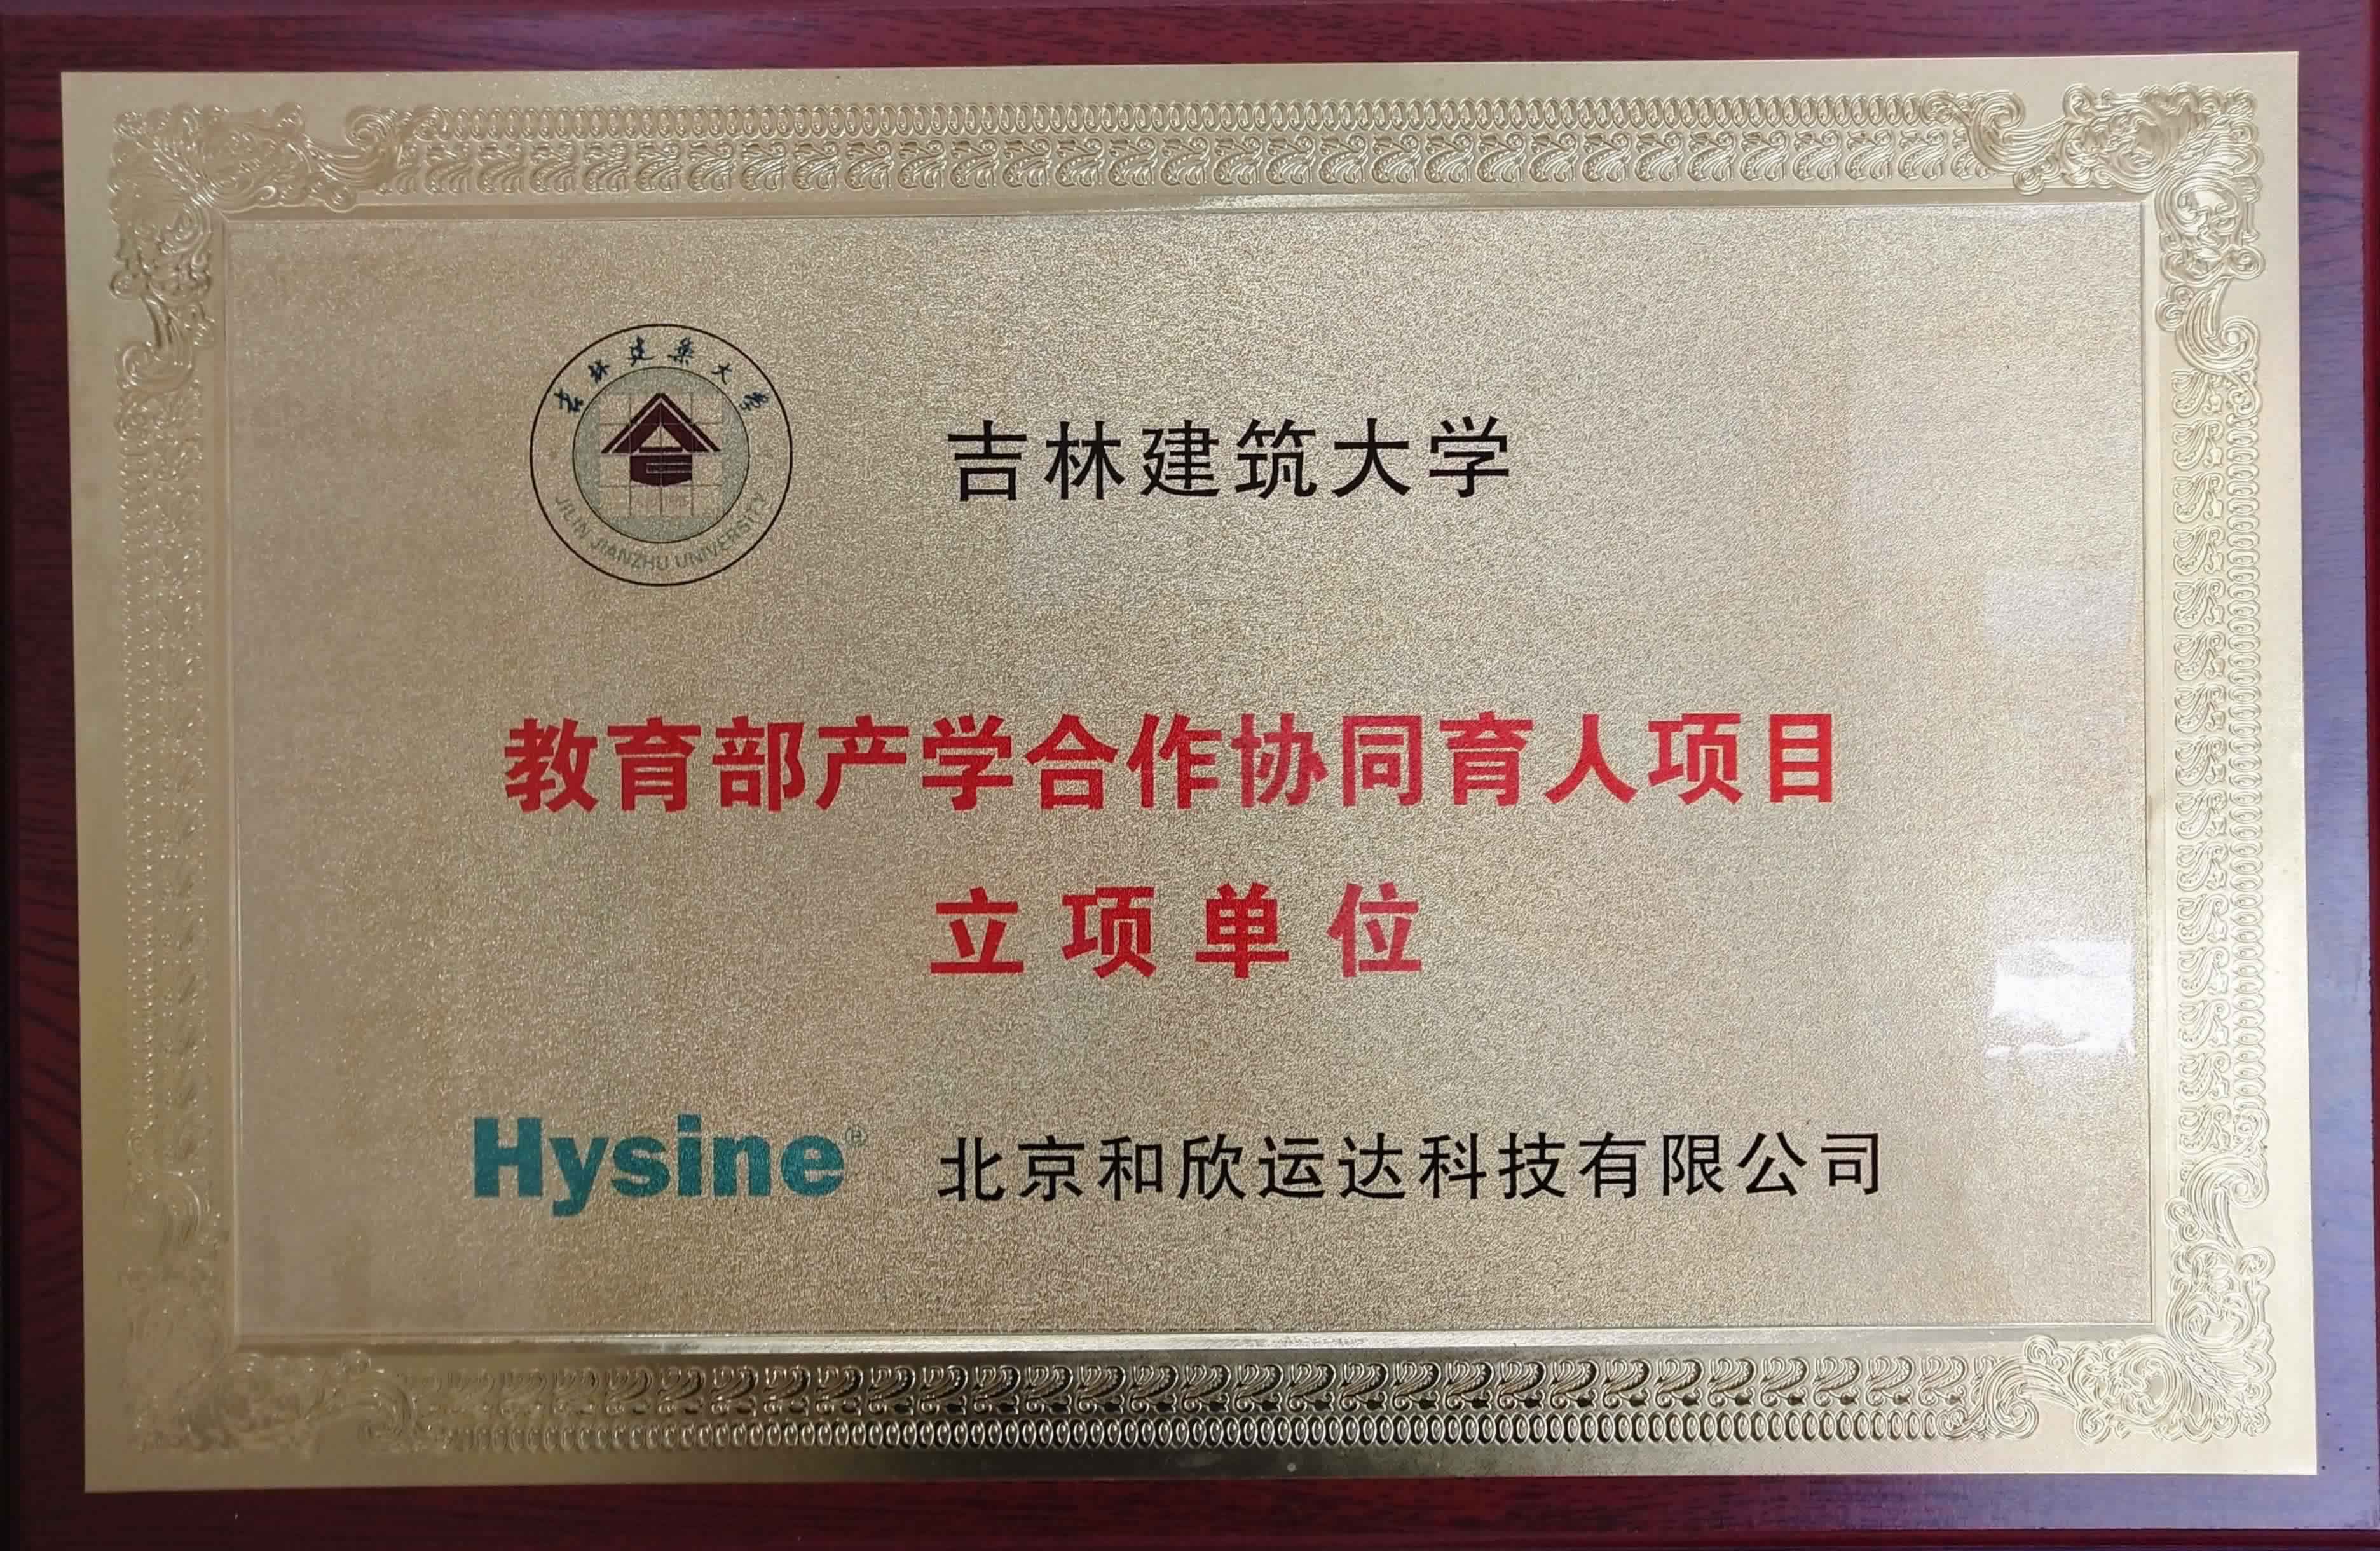 吉林建筑大学
JILIN JIANZHU UNIVERSITY
吉林建筑大学
教育部产学合作协同育人项目
立项单位
Hysine® 北京和欣运达科技有限公司